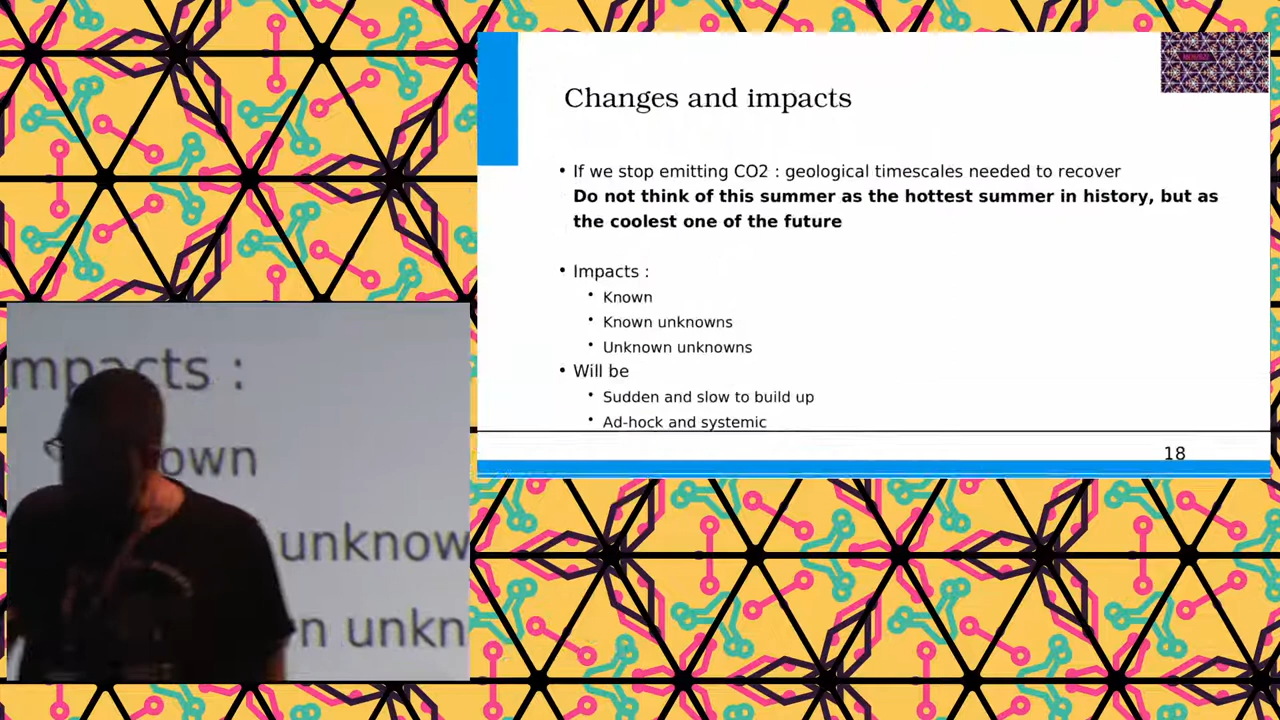 Changes and impacts
• If we stop emitting CO2 : geological timescales needed to recover
Do not think of this summer as the hottest summer in history, but as
the coolest one of the future
• Impacts :
• Known
• Known unknowns
• Unknown unknowns
• Will be
• Sudden and slow to build up
• Ad-hock and systemic
18
mpacts :
own
unknow
n unkn